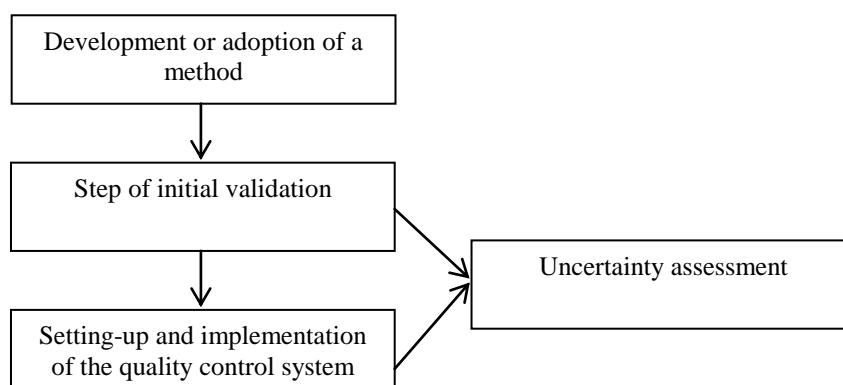 Development or adoption of a
method
Step of initial validation
Uncertainty assessment
Setting-up and implementation
of the quality control system